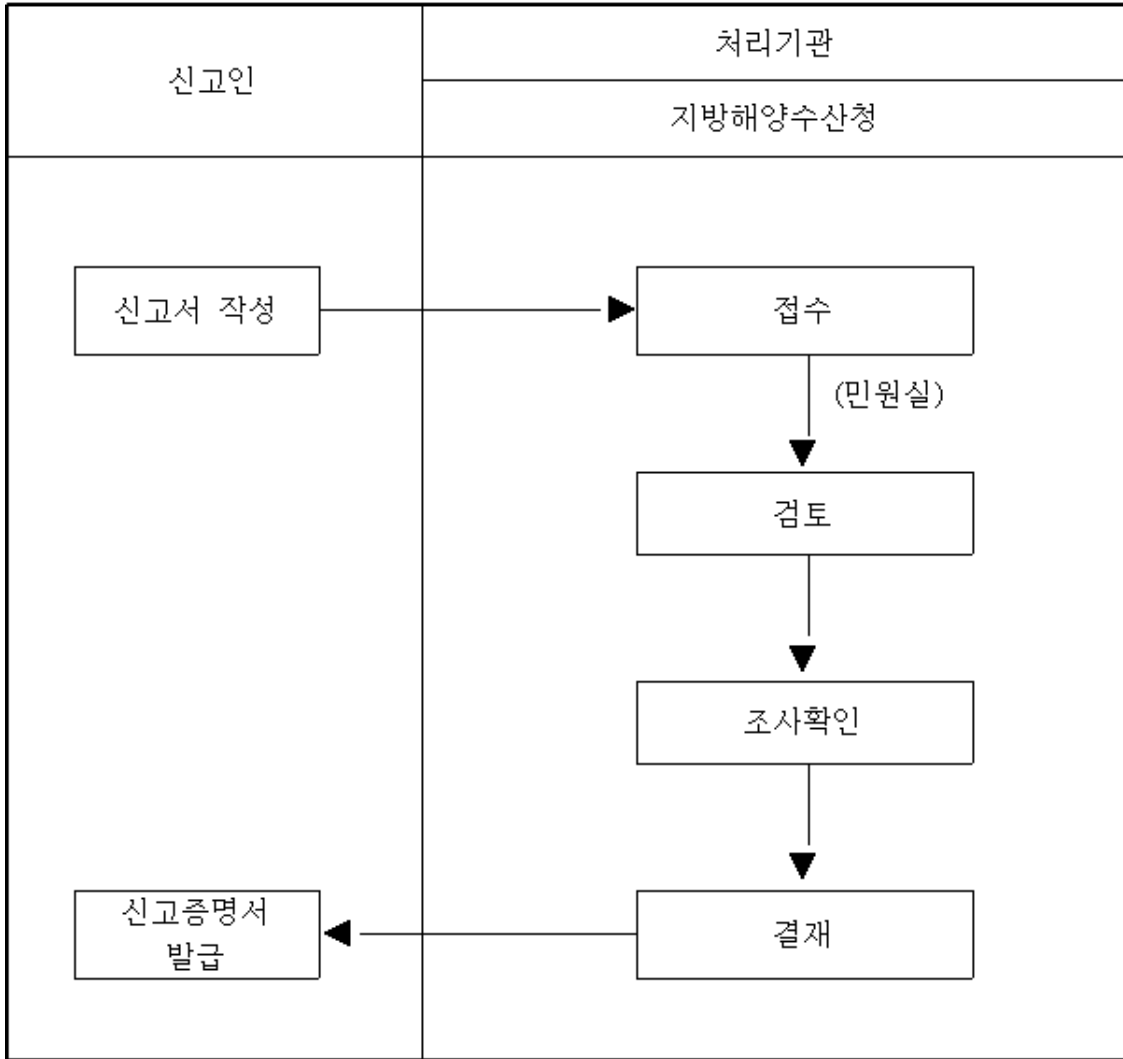 신고인
처리기관
지방해양수산청
신고서 작성
접수
(민원실)
검토
조사확인
결재
신고증명서
발급